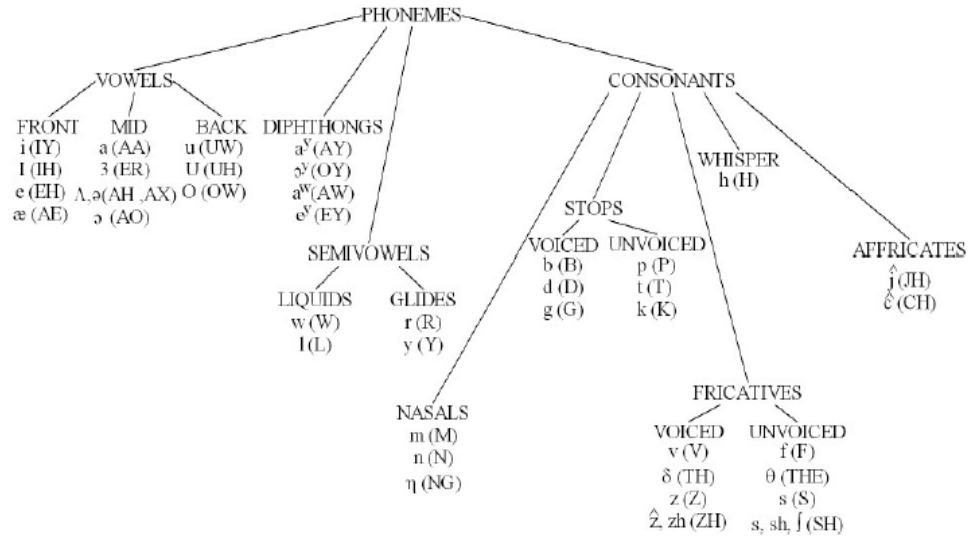 PHONEMES
VOWELS
CONSONANTS
FRONT
i (IY)
I (IH)
e (EH)
æ (AE)
MID
a (AA)
3 (ER)
Λ,ə(AH ,AX)
ɔ (AO)
BACK
u (UW)
U (UH)
O (OW)
DIPHTHONGS
aʸ (AY)
ɔʸ (OY)
aʷ (AW)
eʸ (EY)
SEMIVOWELS
LIQUIDS
w (W)
l (L)
GLIDES
r (R)
y (Y)
NASALS
m (M)
n (N)
η (NG)
STOPS
VOICED
b (B)
d (D)
g (G)
UNVOICED
p (P)
t (T)
k (K)
WHISPER
h (H)
FRICATIVES
VOICED
v (V)
δ (TH)
z (Z)
ẑ, zh (ZH)
UNVOICED
f (F)
θ (THE)
s (S)
s, sh, ʃ (SH)
AFFRICATES
ĵ (JH)
ĉ (CH)